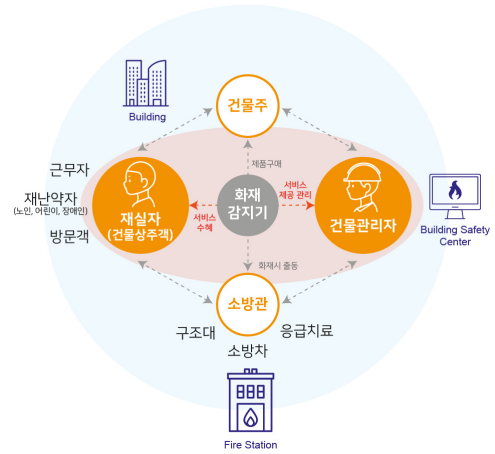 Building
건물주
제품구매
근무자
재난약자
(노인, 어린이, 장애인)
방문객
재실자
(건물상주객)
서비스
수혜
화재
감지기
서비스
제공 관리
건물관리자
Building Safety
Center
화재시 출동
소방관
구조대
소방차
응급치료
Fire Station